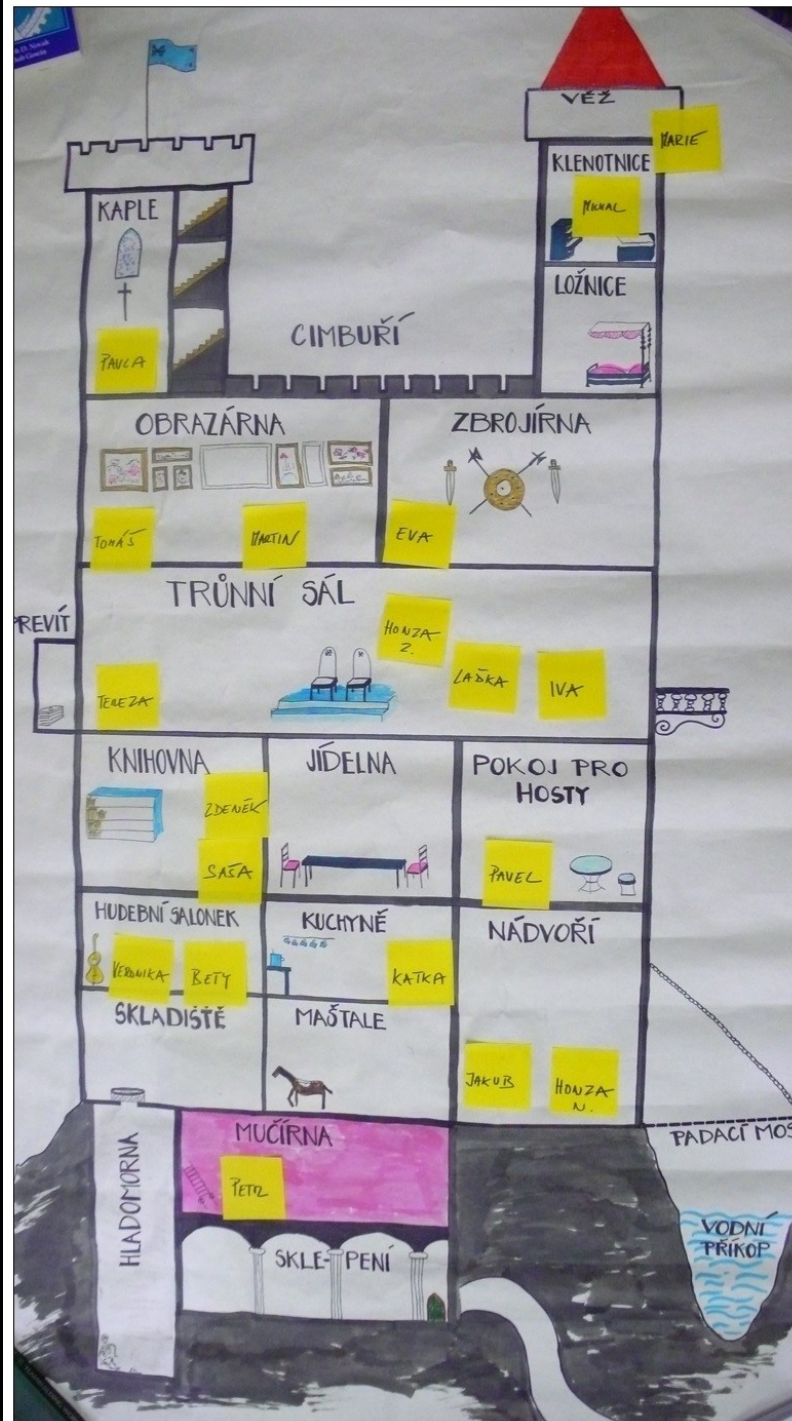 VĚŽ
MARIE
KLENOTNICE
MICHAL
KAPLE
LOŽNICE
CIMBUŘÍ
PAVLA
OBRAZÁRNA
ZBROJÍRNA
TOMÁŠ
MARTIN
EVA
TRŮNNÍ SÁL
HONZA
Z.
PREVÍT
LAĎKA
IVA
TEREZA
KNIHOVNA
JÍDELNA
POKOJ PRO
HOSTY
ZDENĚK
SAŠA
PAVEL
HUDEBNÍ SALONEK
KUCHYNĚ
NÁDVOŘÍ
VERONIKA
BETY
KATKA
SKLADIŠTĚ
MAŠTALE
JAKUB
HONZA
N.
MUČÍRNA
PADACÍ MOS
HLADOMORNA
PETR
VODNÍ
PŘÍKOP
SKLE-PENÍ